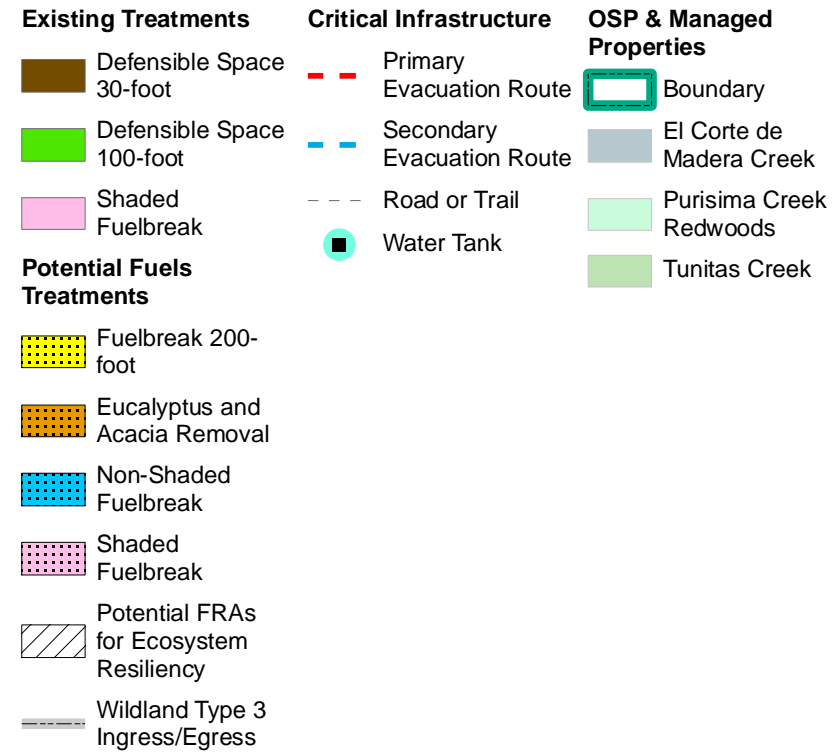 Existing Treatments
Defensible Space
30-foot
Defensible Space
100-foot
Shaded
Fuelbreak
Potential Fuels
Treatments
Fuelbreak 200-
foot
Eucalyptus and
Acacia Removal
Non-Shaded
Fuelbreak
Shaded
Fuelbreak
Potential FRAs
for Ecosystem
Resiliency
Wildland Type 3
Ingress/Egress
Critical Infrastructure
Primary
Evacuation Route
Secondary
Evacuation Route
Road or Trail
Water Tank
OSP & Managed
Properties
Boundary
El Corte de
Madera Creek
Purisima Creek
Redwoods
Tunitas Creek